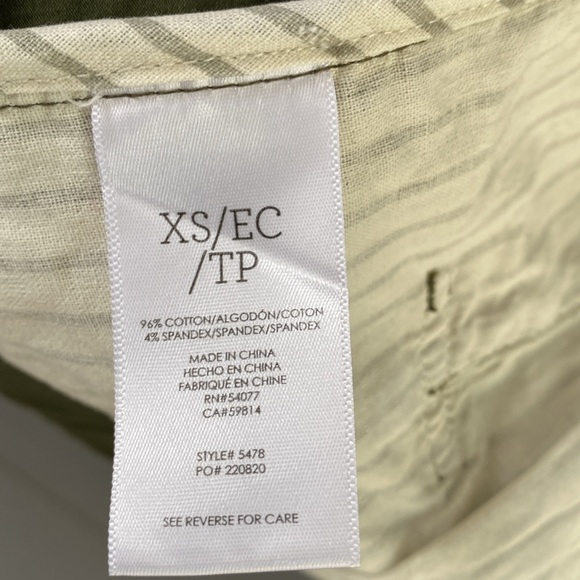 XS/EC
/TP
96% COTTON/ALGODÓN/COTON
4% SPANDEX/SPANDEX/SPANDEX
MADE IN CHINA
HECHO EN CHINA
FABRIQUÉ EN CHINE
RN#54077
CA#59814
STYLE# 5478
PO# 220820
SEE REVERSE FOR CARE